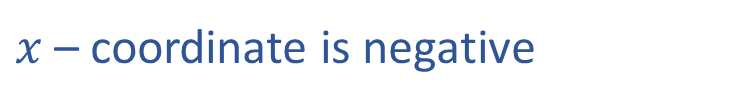 𝑥 – coordinate is negative